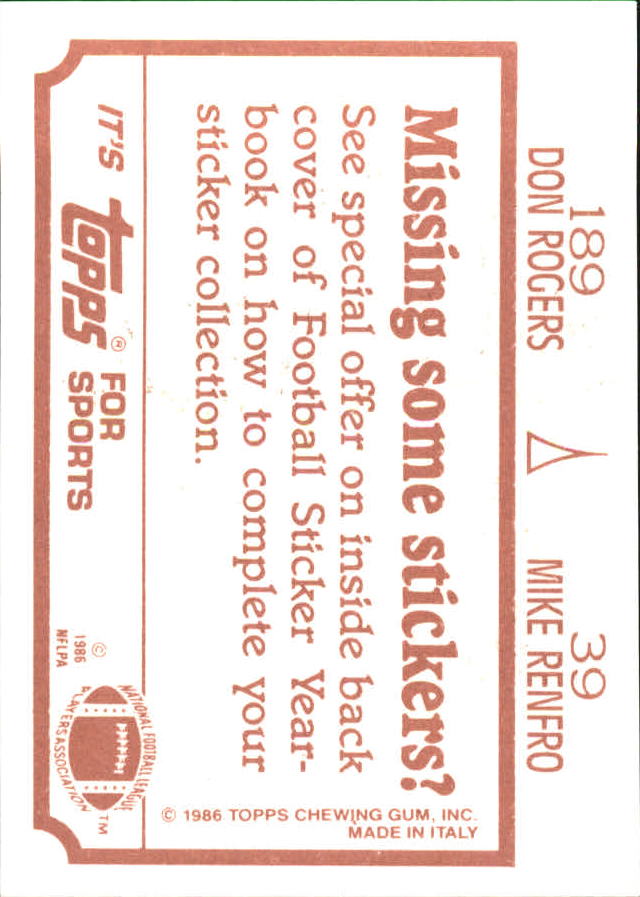 189 39
DON ROGERS MIKE RENFRO
Missing some stickers?
See special offer on inside back
cover of Football Sticker Year-
book on how to complete your
sticker collection.
© 1986 TOPPS CHEWING GUM, INC.
MADE IN ITALY
IT'S topps® FOR
SPORTS
©
1986
NFLPA
NATIONAL FOOTBALL LEAGUE
PLAYERS ASSOCIATION
TM